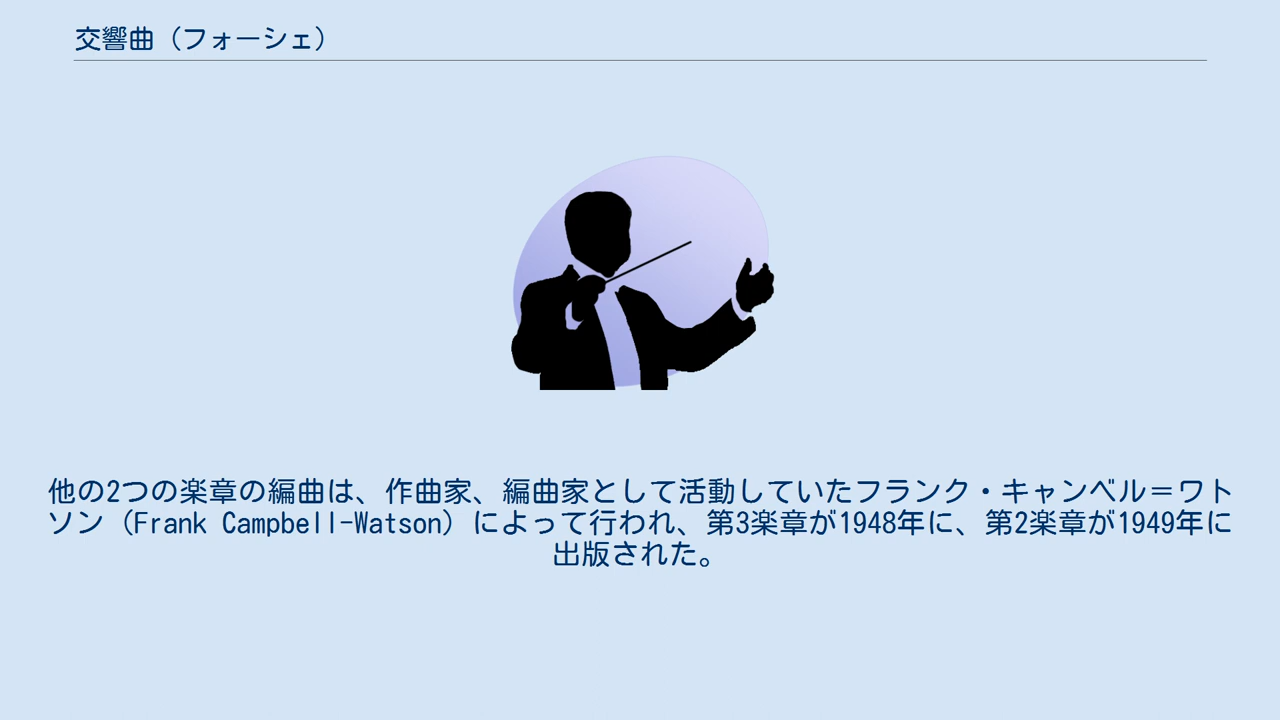 交響曲（フォーシェ）
他の2つの楽章の編曲は、作曲家、編曲家として活動していたフランク・キャンベル＝ワト
ソン（Frank Campbell-Watson）によって行われ、第3楽章が1948年に、第2楽章が1949年に
出版された。